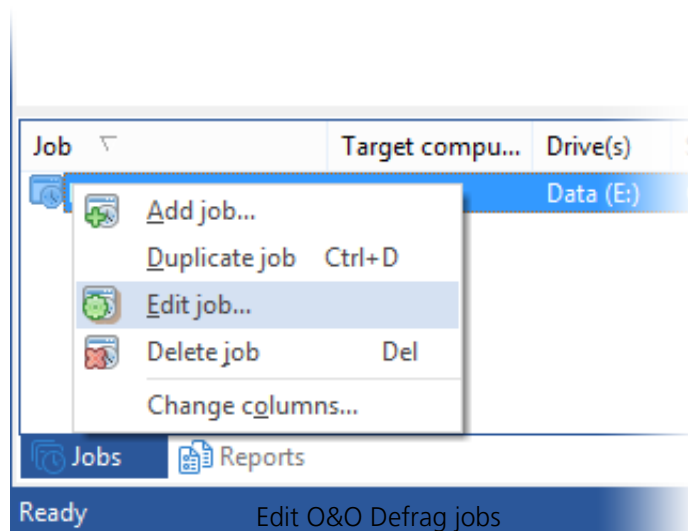 Job Target compu... Drive(s)
Data (E:)
Add job...
Duplicate job Ctrl+D
Edit job...
Delete job Del
Change columns...
Jobs Reports
Ready
Edit O&O Defrag jobs